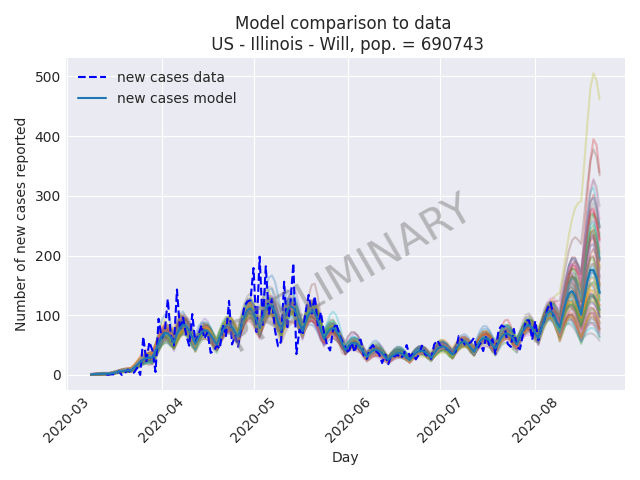 Model comparison to data
US - Illinois - Will, pop. = 690743
500
400
300
200
100
0
Number of new cases reported
new cases data
new cases model
LIMINARY
2020-03
2020-04
2020-05
2020-06
2020-07
2020-08
Day